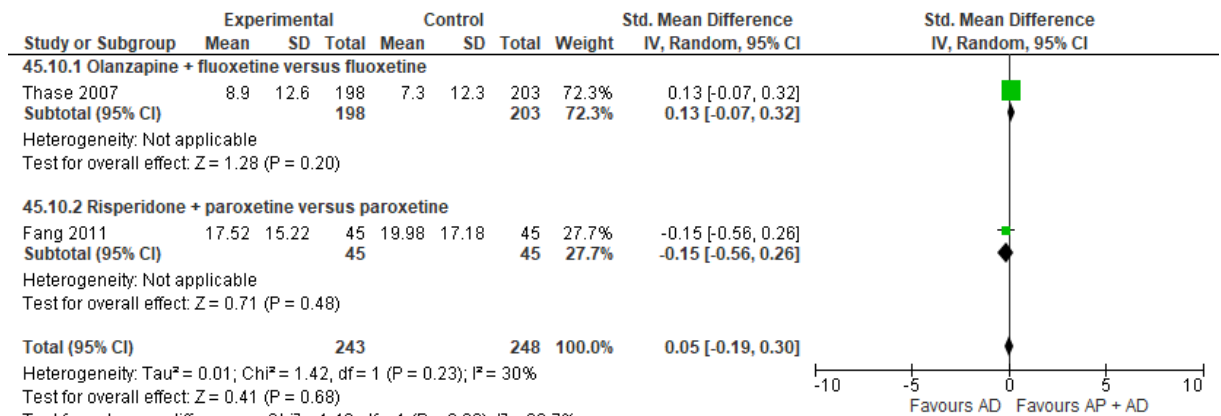 Experimental Control Std. Mean Difference Std. Mean Difference
Study or Subgroup Mean SD Total Mean SD Total Weight IV, Random, 95% CI IV, Random, 95% CI
45.10.1 Olanzapine + fluoxetine versus fluoxetine
Thase 2007 8.9 12.6 198 7.3 12.3 203 72.3% 0.13 [-0.07, 0.32]
Subtotal (95% CI) 198 203 72.3% 0.13 [-0.07, 0.32]
Heterogeneity: Not applicable
Test for overall effect: Z = 1.28 (P = 0.20)
45.10.2 Risperidone + paroxetine versus paroxetine
Fang 2011 17.52 15.22 45 19.98 17.18 45 27.7% -0.15 [-0.56, 0.26]
Subtotal (95% CI) 45 45 27.7% -0.15 [-0.56, 0.26]
Heterogeneity: Not applicable
Test for overall effect: Z = 0.71 (P = 0.48)
Total (95% CI) 243 248 100.0% 0.05 [-0.19, 0.30]
Heterogeneity: Tau² = 0.01; Chi² = 1.42, df = 1 (P = 0.23); I² = 30%
Test for overall effect: Z = 0.41 (P = 0.68)
-10 -5 0 5 10
Favours AD Favours AP + AD